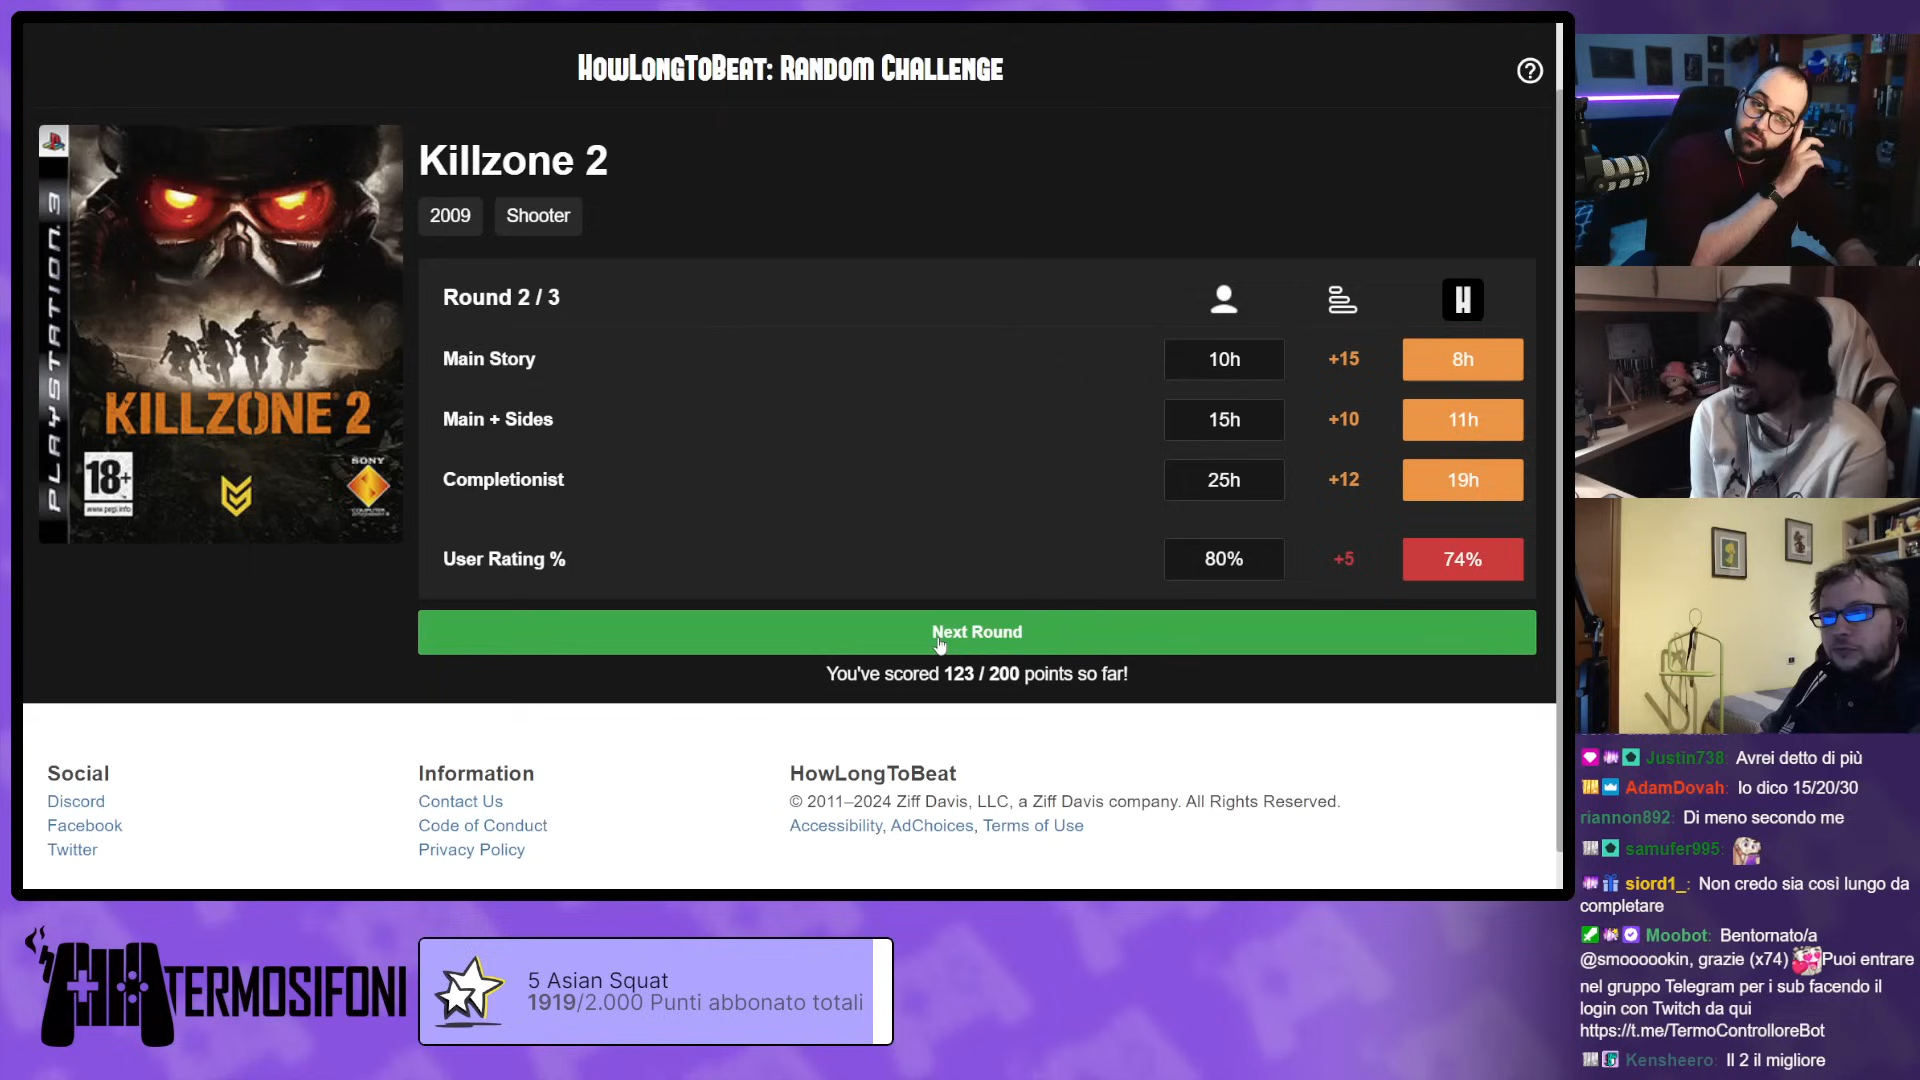 HowLongToBeat: Random Challenge
PLAYSTATION.3
KILLZONE 2
18+
www.pegi.info
SONY
Killzone 2
2009 Shooter
Round 2 / 3
Main Story 10h +15 8h
Main + Sides 15h +10 11h
Completionist 25h +12 19h
User Rating % 80% +5 74%
Next Round
You've scored 123 / 200 points so far!
Social
Discord
Facebook
Twitter
Information
Contact Us
Code of Conduct
Privacy Policy
HowLongToBeat
© 2011–2024 Ziff Davis, LLC, a Ziff Davis company. All Rights Reserved.
Accessibility, AdChoices, Terms of Use
TERMOSIFONI
5 Asian Squat
1919/2.000 Punti abbonato totali
Justin738: Avrei detto di più
AdamDovah: Io dico 15/20/30
riannon892: Di meno secondo me
samufer995:
siord1_: Non credo sia così lungo da
completare
Moobot: Bentornato/a
@smoooookin, grazie (x74) Puoi entrare
nel gruppo Telegram per i sub facendo il
login con Twitch da qui
https://t.me/TermoControlloreBot
Kensheero: Il 2 il migliore